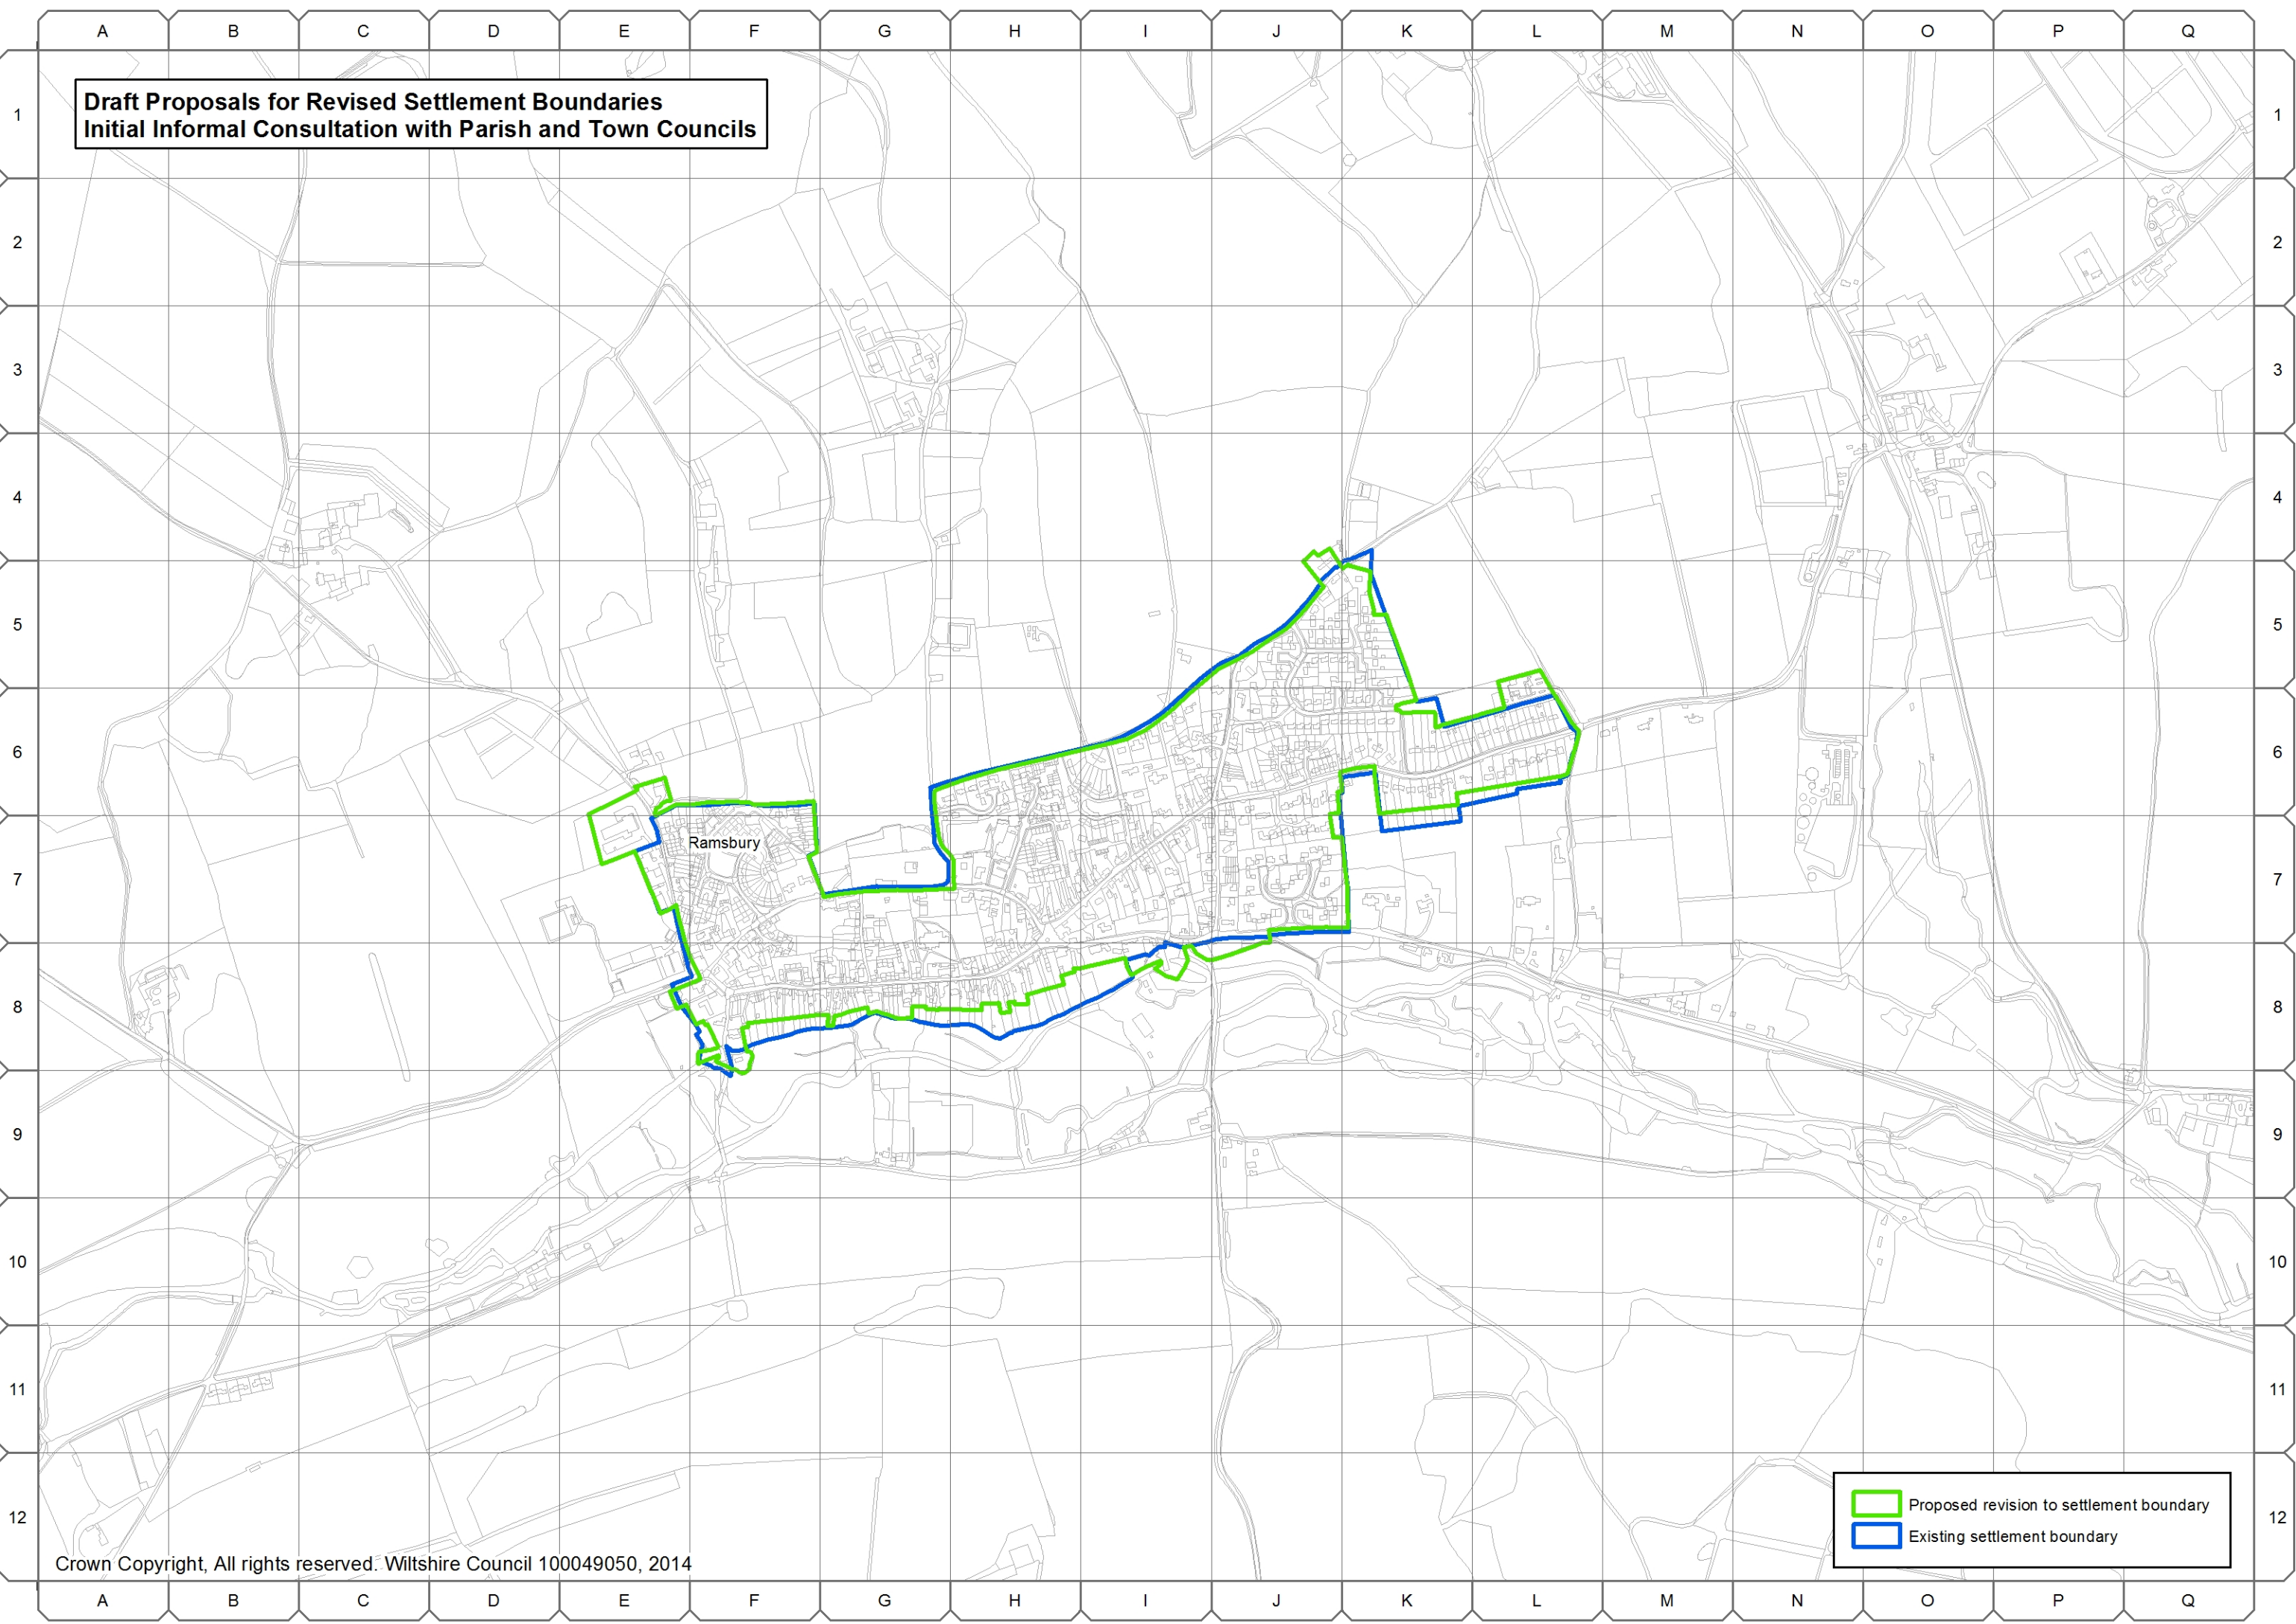 A B C D E F G H I J K L M N O P Q
Draft Proposals for Revised Settlement Boundaries
Initial Informal Consultation with Parish and Town Councils
1 1
2 2
3 3
4 4
5 5
6 6
Ramsbury
7 7
8 8
9 9
10 10
11 11
Proposed revision to settlement boundary
12 12
Existing settlement boundary
Crown Copyright, All rights reserved. Wiltshire Council 100049050, 2014
A B C D E F G H I J K L M N O P Q